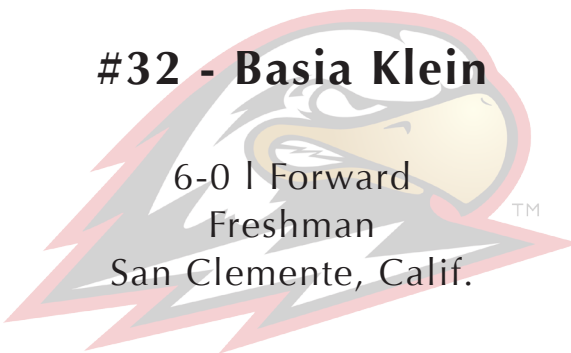 #32 - Basia Klein
6-0 l Forward
Freshman
TM
San Clemente, Calif.